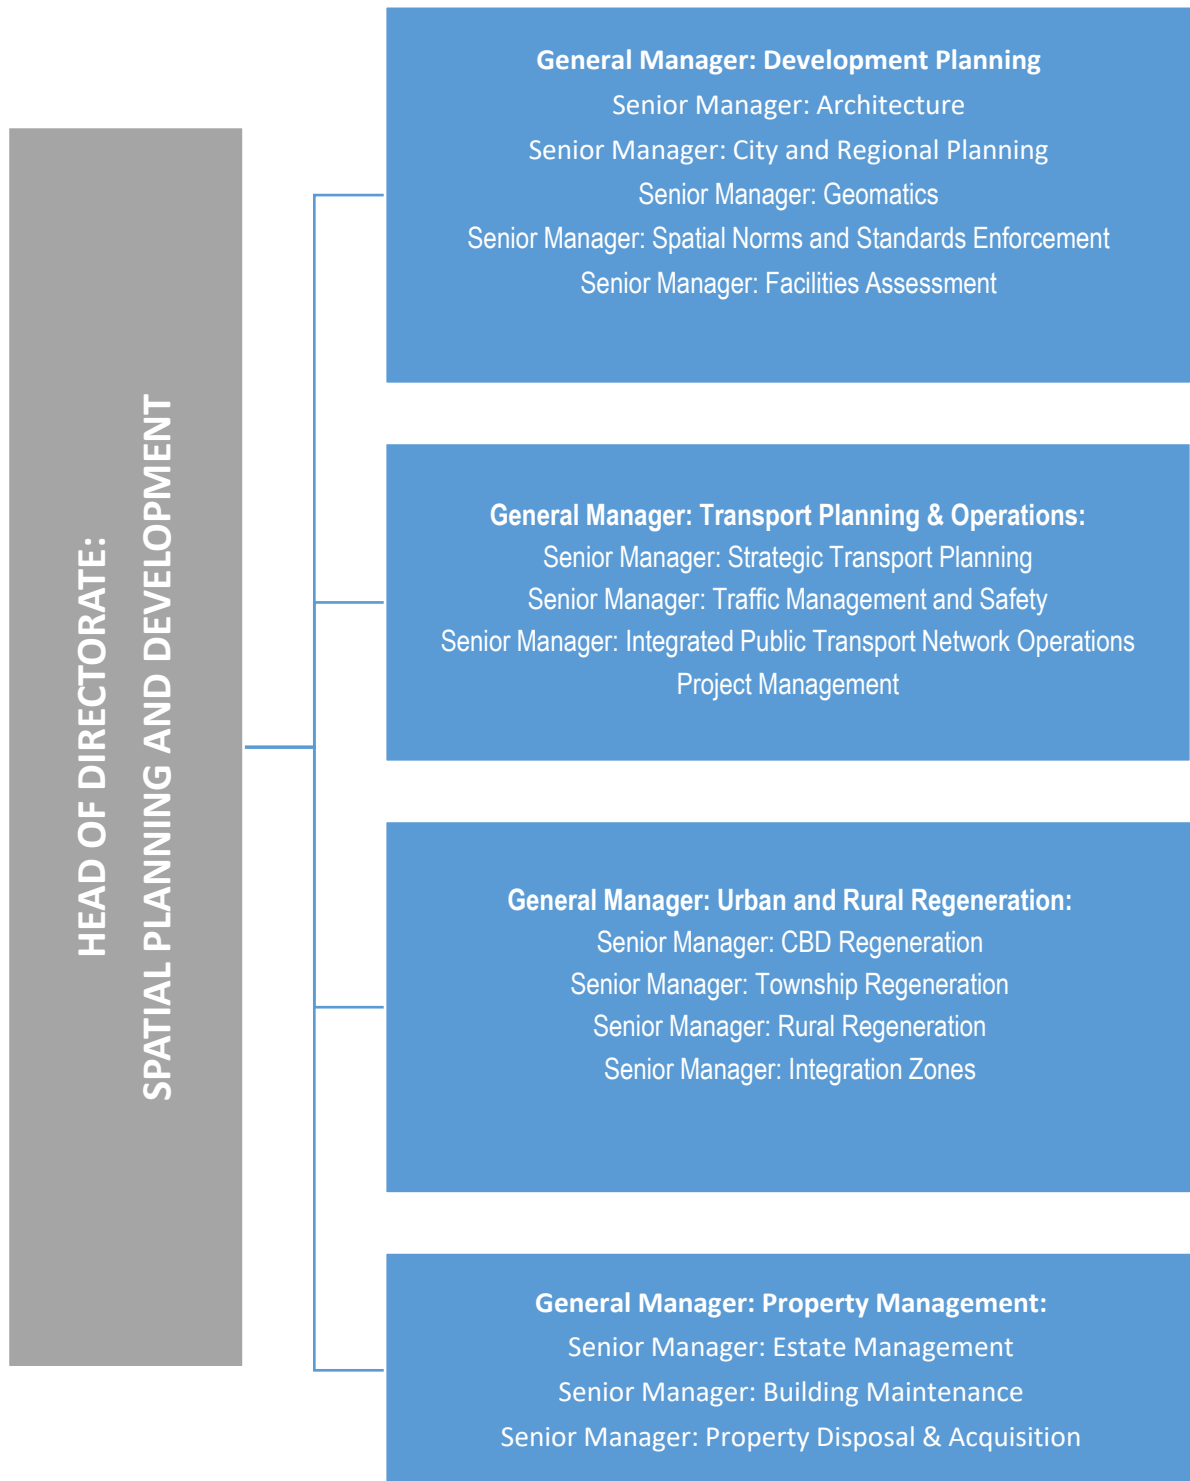 HEAD OF DIRECTORATE:
SPATIAL PLANNING AND DEVELOPMENT
General Manager: Development Planning
Senior Manager: Architecture
Senior Manager: City and Regional Planning
Senior Manager: Geomatics
Senior Manager: Spatial Norms and Standards Enforcement
Senior Manager: Facilities Assessment
General Manager: Transport Planning & Operations:
Senior Manager: Strategic Transport Planning
Senior Manager: Traffic Management and Safety
Senior Manager: Integrated Public Transport Network Operations
Project Management
General Manager: Urban and Rural Regeneration:
Senior Manager: CBD Regeneration
Senior Manager: Township Regeneration
Senior Manager: Rural Regeneration
Senior Manager: Integration Zones
General Manager: Property Management:
Senior Manager: Estate Management
Senior Manager: Building Maintenance
Senior Manager: Property Disposal & Acquisition